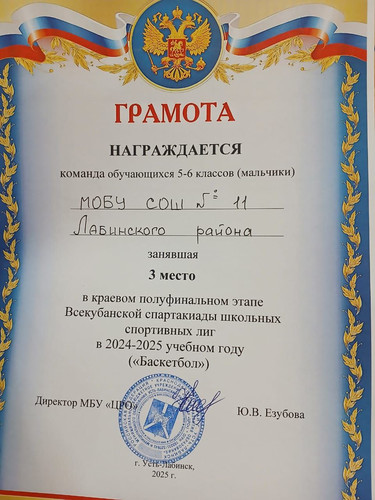 ГРАМОТА
НАГРАЖДАЕТСЯ
команда обучающихся 5-6 классов (мальчики)
МОБУ СОШ № 11
Лабинского района
занявшая
3 место
в краевом полуфинальном этапе
Всекубанской спартакиады школьных
спортивных лиг
в 2024-2025 учебном году
(«Баскетбол»)
Директор МБУ «ЦРО»
Ю.В. Езубова
г. Усть-Лабинск,
2025 г.